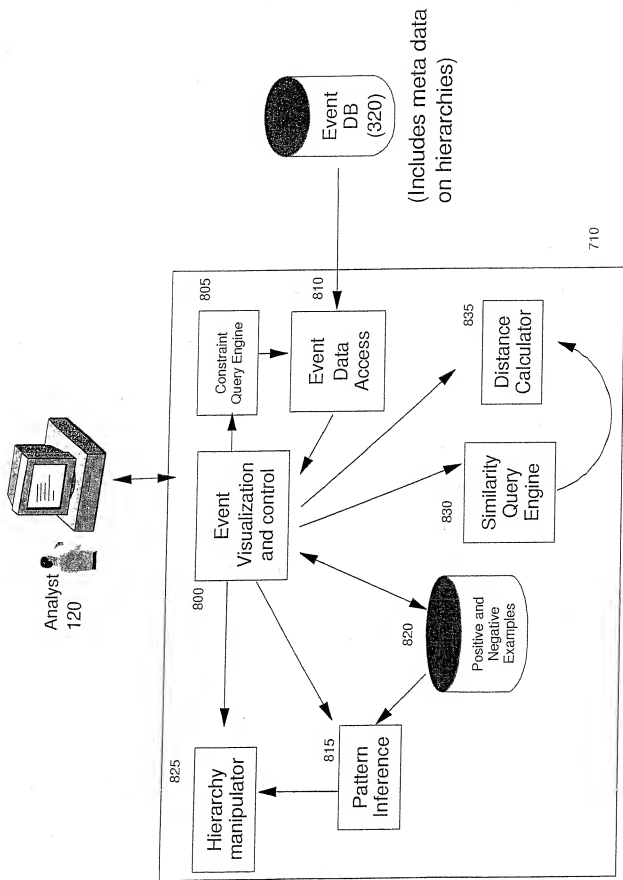 Analyst
120
825
Hierarchy
manipulator
800
Event
Visualization
and control
805
Constraint
Query Engine
810
Event
Data
Access
Event
DB
(320)
(Includes meta data
on hierarchies)
815
Pattern
Inference
820
Positive and
Negative
Examples
830
Similarity
Query
Engine
835
Distance
Calculator
710